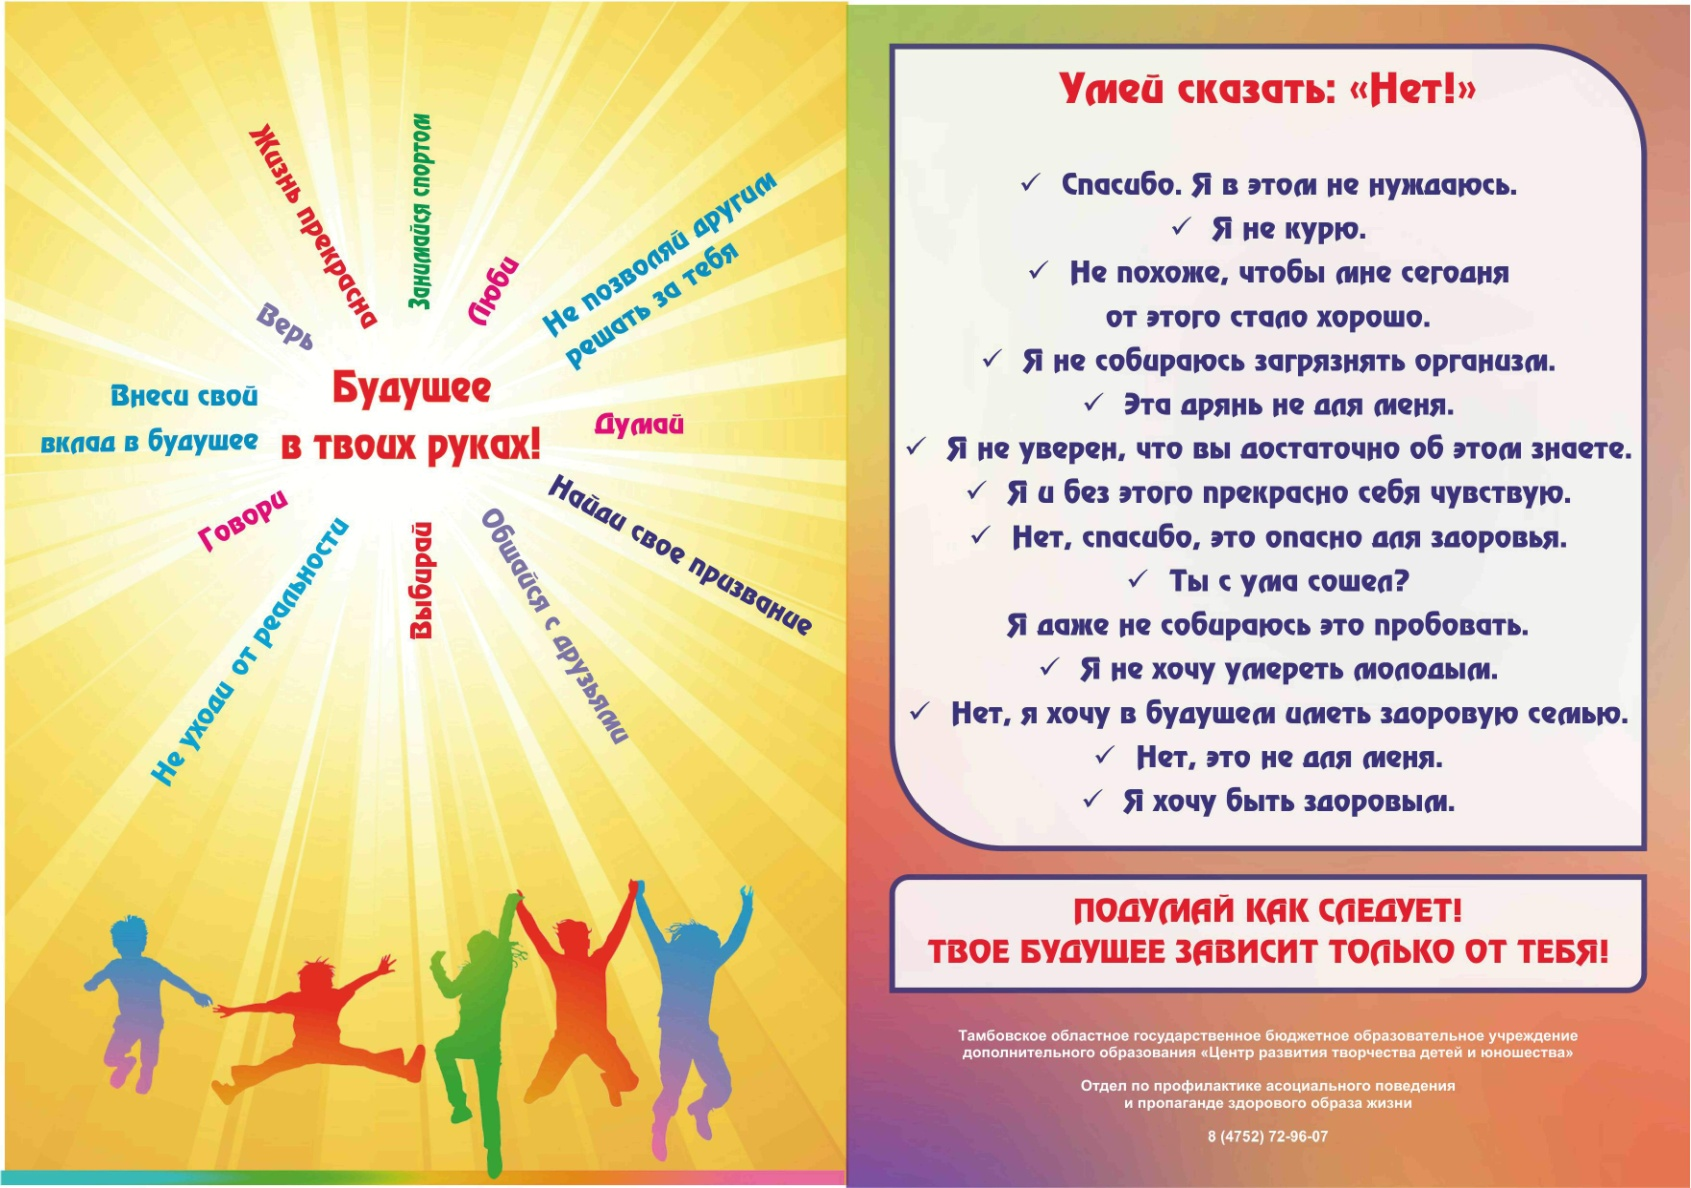 Жизнь прекрасна
Занимайся спортом
Люби
Не позволяй другим
решать за тебя
Верь
Внеси свой
вклад в будущее
Будущее
в твоих руках!
Думай
Найди свое призвание
Говори
Не уходи от реальности
Выбирай
Общайся с друзьями
Умей сказать: «Нет!»
✓ Спасибо. Я в этом не нуждаюсь.
✓ Я не курю.
✓ Не похоже, чтобы мне сегодня
от этого стало хорошо.
✓ Я не собираюсь загрязнять организм.
✓ Эта дрянь не для меня.
✓ Я не уверен, что вы достаточно об этом знаете.
✓ Я и без этого прекрасно себя чувствую.
✓ Нет, спасибо, это опасно для здоровья.
✓ Ты с ума сошел?
Я даже не собираюсь это пробовать.
✓ Я не хочу умереть молодым.
✓ Нет, я хочу в будущем иметь здоровую семью.
✓ Нет, это не для меня.
✓ Я хочу быть здоровым.
ПОДУМАЙ КАК СЛЕДУЕТ!
ТВОЕ БУДУЩЕЕ ЗАВИСИТ ТОЛЬКО ОТ ТЕБЯ!
Тамбовское областное государственное бюджетное образовательное учреждение
дополнительного образования «Центр развития творчества детей и юношества»
Отдел по профилактике асоциального поведения
и пропаганде здорового образа жизни
8 (4752) 72-96-07